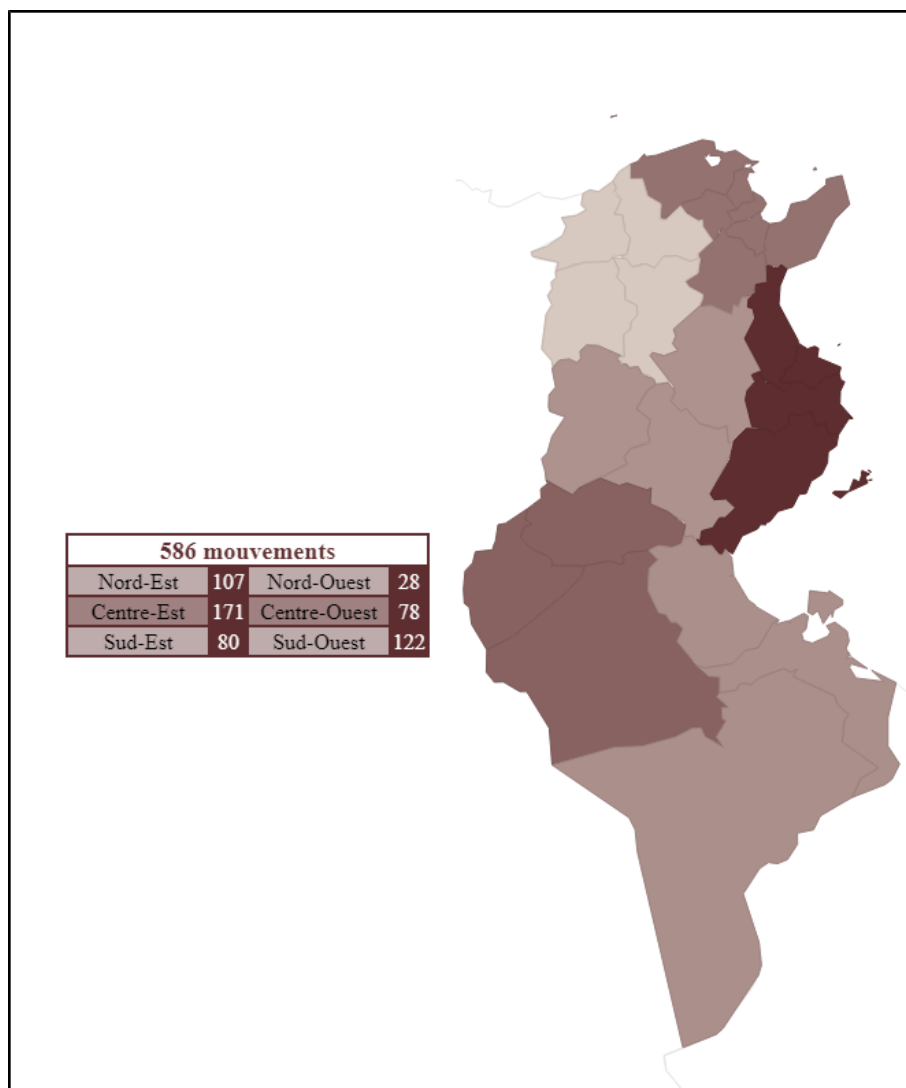 586 mouvements
Nord-Est 107 Nord-Ouest 28
Centre-Est 171 Centre-Ouest 78
Sud-Est 80 Sud-Ouest 122